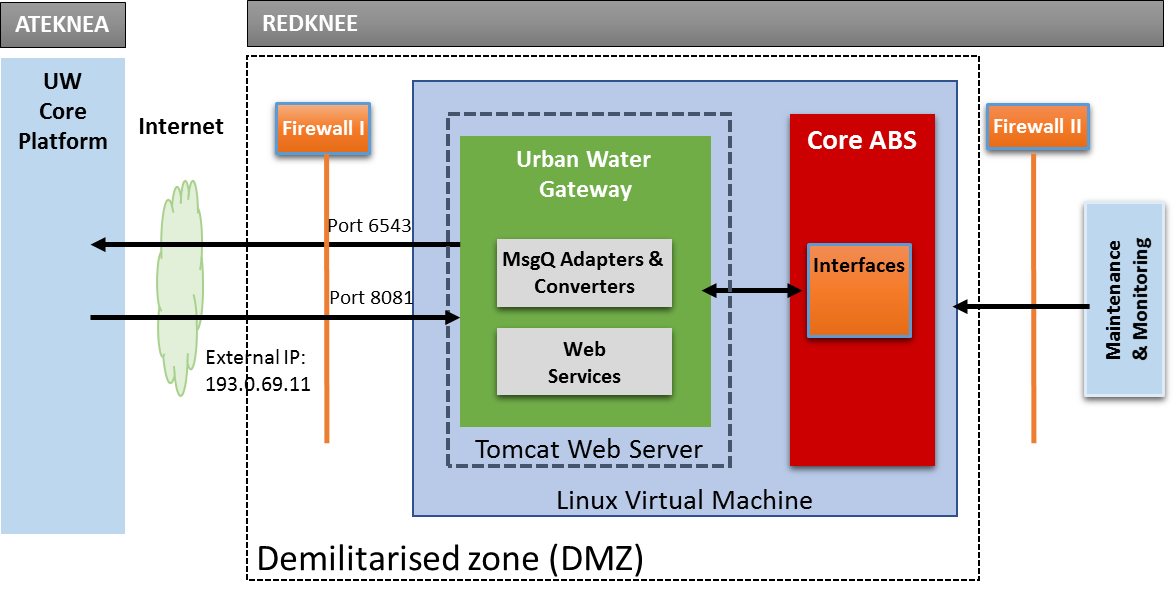 ATEKNEA
REDKNEE
UW
Core
Platform
Internet
Firewall I
Port 6543
Port 8081
External IP:
193.0.69.11
Urban Water
Gateway
MsgQ Adapters &
Converters
Web
Services
Tomcat Web Server
Core ABS
Interfaces
Linux Virtual Machine
Demilitarised zone (DMZ)
Firewall II
Maintenance
& Monitoring